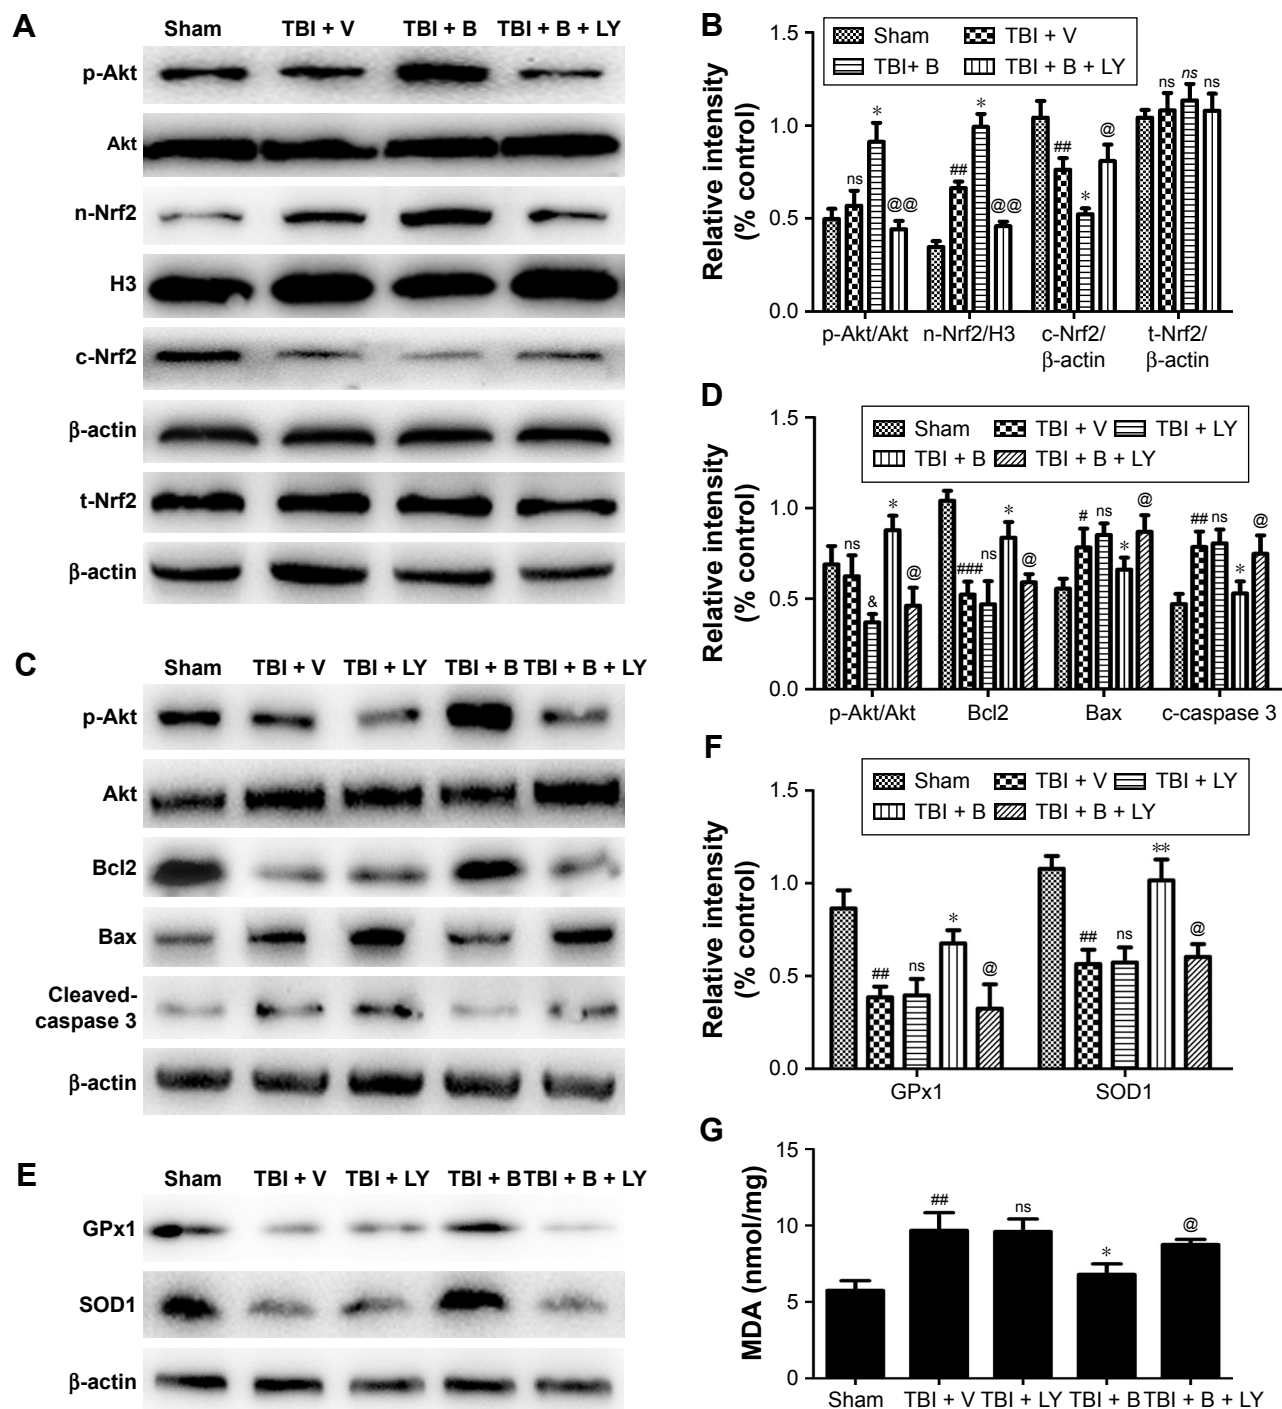 A
Sham TBI + V TBI + B TBI + B + LY
p-Akt
Akt
n-Nrf2
H3
c-Nrf2
β-actin
t-Nrf2
β-actin
B
Relative intensity
(% control)
1.5
1.0
0.5
0.0
Sham TBI + V
TBI+ B TBI + B + LY
ns * @@
## * @@
## * @
ns ns ns
p-Akt/Akt n-Nrf2/H3 c-Nrf2/ t-Nrf2/
β-actin β-actin
C
Sham TBI + V TBI + LY TBI + B TBI + B + LY
p-Akt
Akt
Bcl2
Bax
Cleaved-
caspase 3
β-actin
D
Relative intensity
(% control)
1.5
1.0
0.5
0.0
Sham TBI + V TBI + LY
TBI + B TBI + B + LY
ns & * @
### ns * @
# ns * @
## ns * @
p-Akt/Akt Bcl2 Bax c-caspase 3
E
Sham TBI + V TBI + LY TBI + B TBI + B + LY
GPx1
SOD1
β-actin
F
Relative intensity
(% control)
1.5
1.0
0.5
0.0
Sham TBI + V TBI + LY
TBI + B TBI + B + LY
## ns * @
## ns ** @
GPx1 SOD1
G
MDA (nmol/mg)
15
10
5
0
## ns * @
Sham TBI + V TBI + LY TBI + B TBI + B + LY